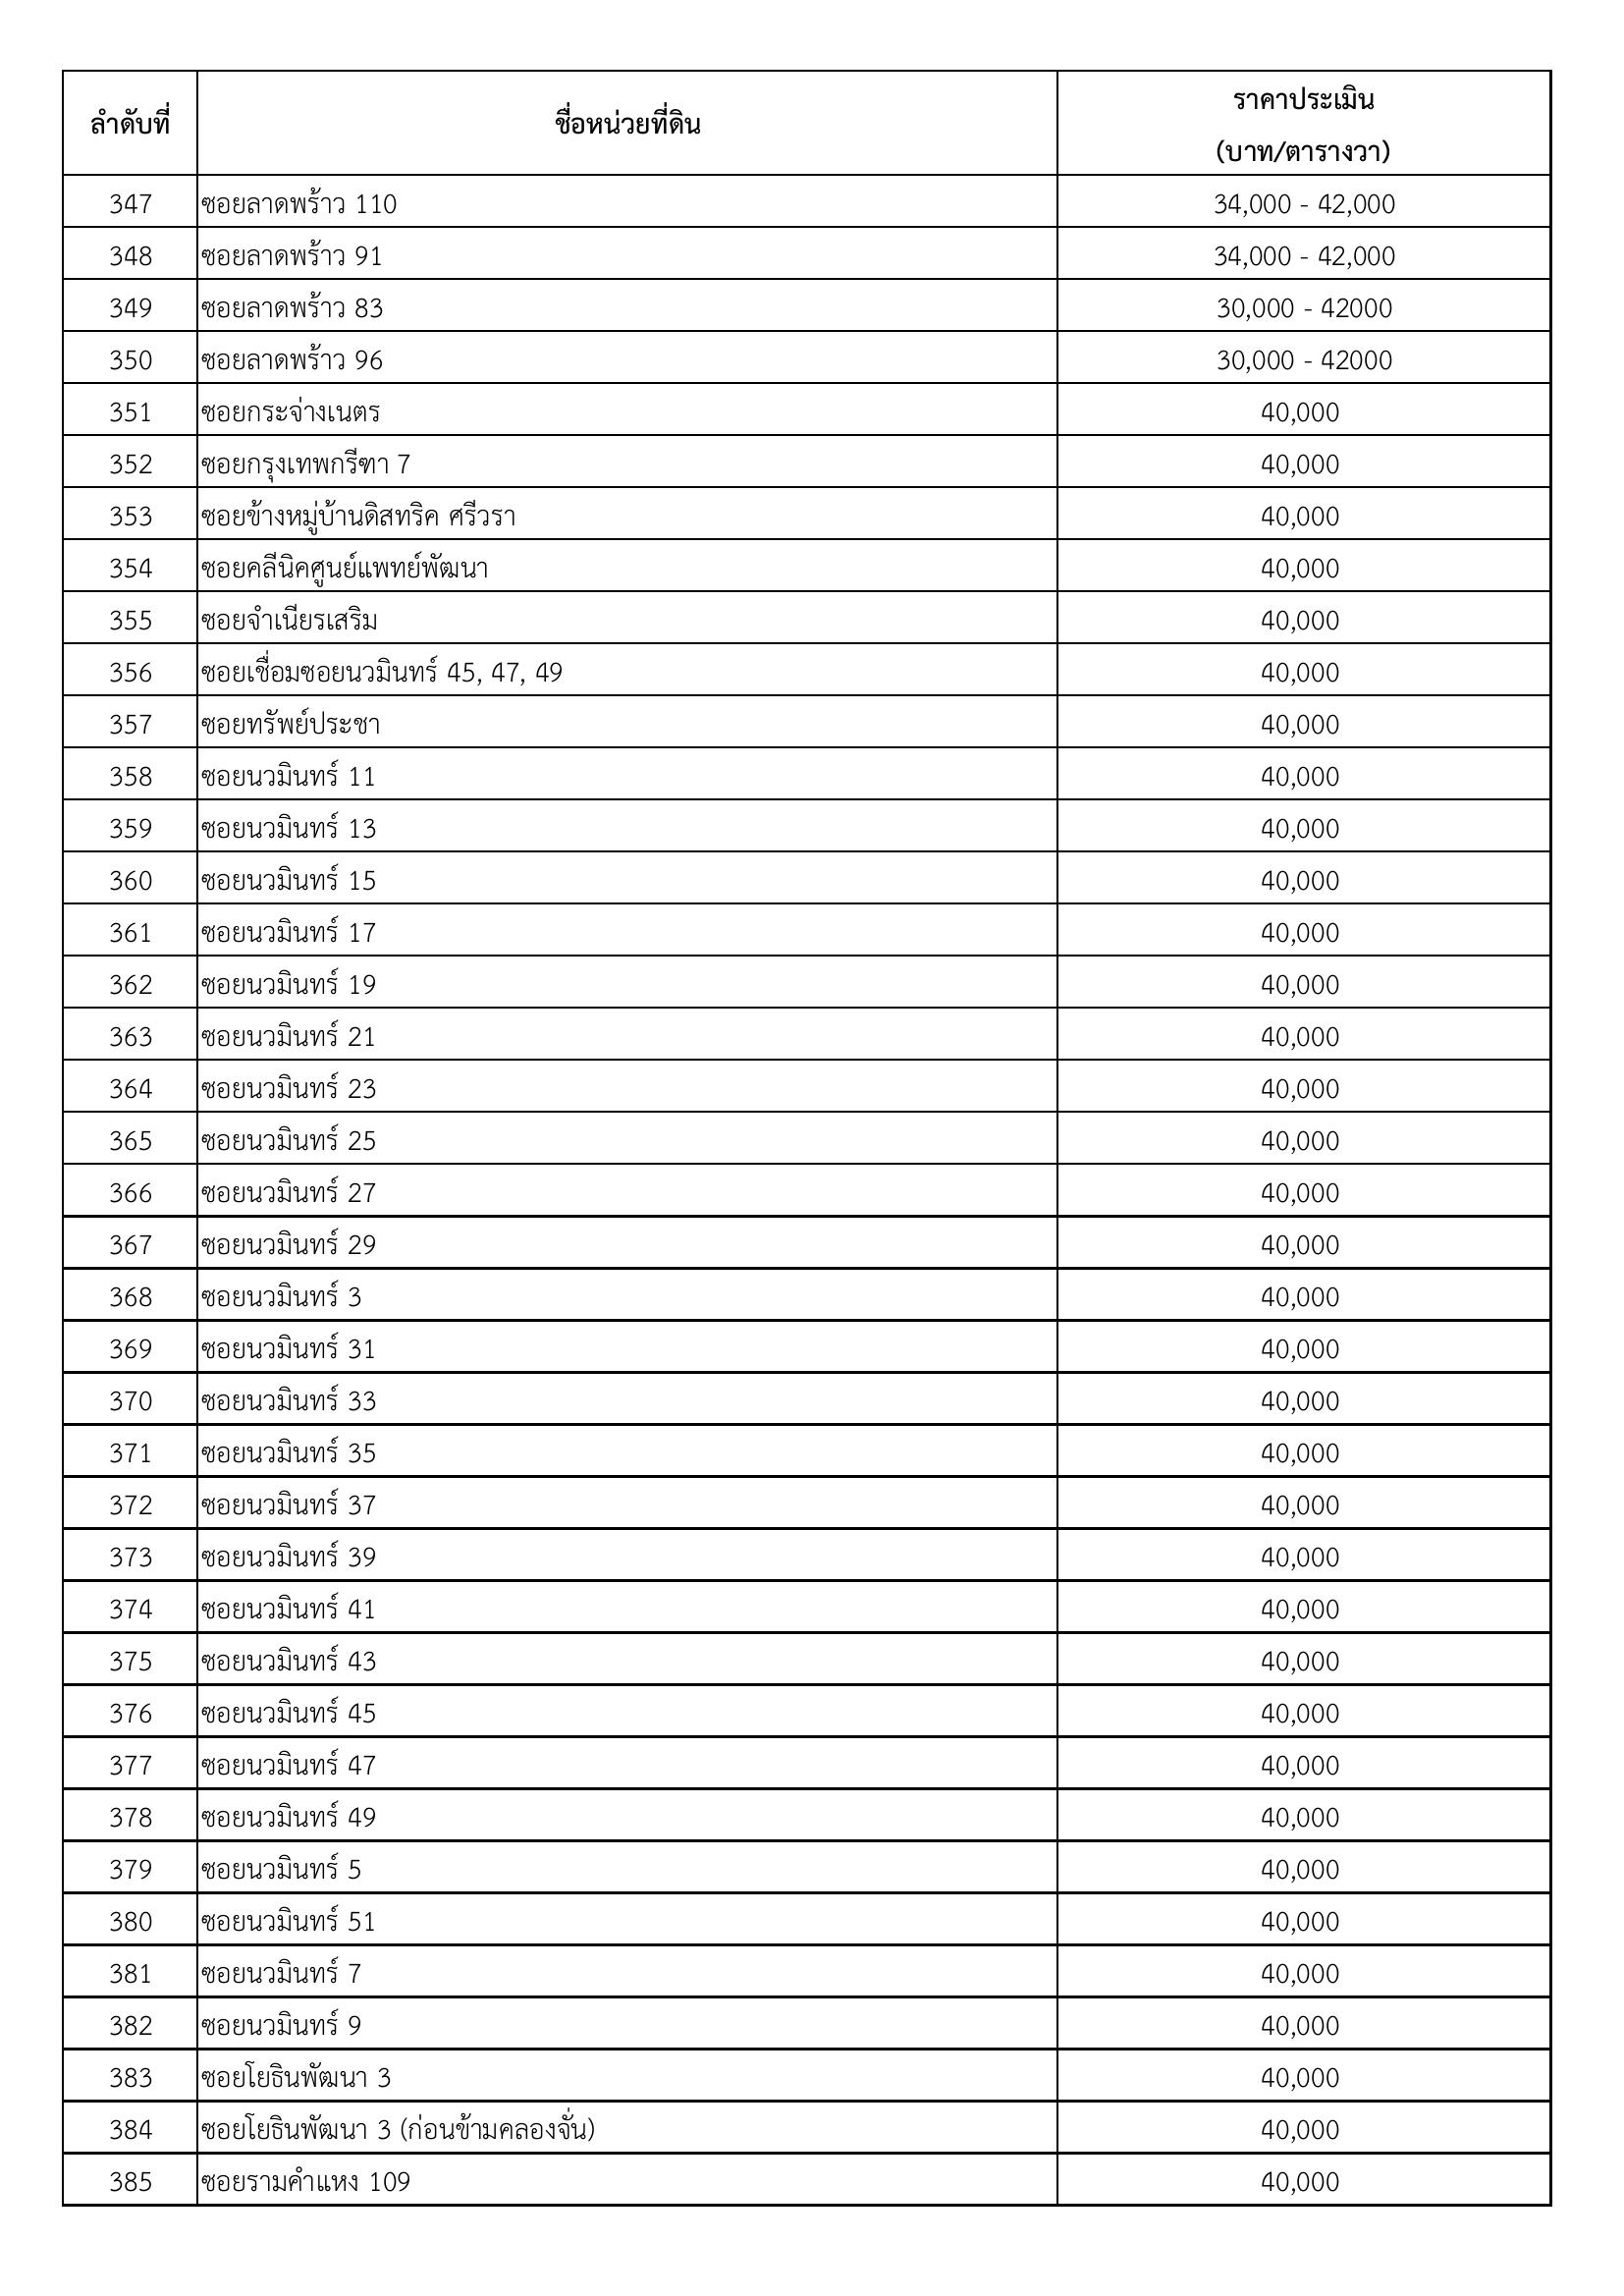 ลำดับที่ ชื่อหน่วยที่ดิน ราคาประเมิน
(บาท/ตารางวา)
347 ซอยลาดพร้าว 110 34,000 - 42,000
348 ซอยลาดพร้าว 91 34,000 - 42,000
349 ซอยลาดพร้าว 83 30,000 - 42000
350 ซอยลาดพร้าว 96 30,000 - 42000
351 ซอยกระจ่างเนตร 40,000
352 ซอยกรุงเทพกรีฑา 7 40,000
353 ซอยข้างหมู่บ้านดิสทริค ศรีวรา 40,000
354 ซอยคลีนิคศูนย์แพทย์พัฒนา 40,000
355 ซอยจำเนียรเสริม 40,000
356 ซอยเชื่อมซอยนวมินทร์ 45, 47, 49 40,000
357 ซอยทรัพย์ประชา 40,000
358 ซอยนวมินทร์ 11 40,000
359 ซอยนวมินทร์ 13 40,000
360 ซอยนวมินทร์ 15 40,000
361 ซอยนวมินทร์ 17 40,000
362 ซอยนวมินทร์ 19 40,000
363 ซอยนวมินทร์ 21 40,000
364 ซอยนวมินทร์ 23 40,000
365 ซอยนวมินทร์ 25 40,000
366 ซอยนวมินทร์ 27 40,000
367 ซอยนวมินทร์ 29 40,000
368 ซอยนวมินทร์ 3 40,000
369 ซอยนวมินทร์ 31 40,000
370 ซอยนวมินทร์ 33 40,000
371 ซอยนวมินทร์ 35 40,000
372 ซอยนวมินทร์ 37 40,000
373 ซอยนวมินทร์ 39 40,000
374 ซอยนวมินทร์ 41 40,000
375 ซอยนวมินทร์ 43 40,000
376 ซอยนวมินทร์ 45 40,000
377 ซอยนวมินทร์ 47 40,000
378 ซอยนวมินทร์ 49 40,000
379 ซอยนวมินทร์ 5 40,000
380 ซอยนวมินทร์ 51 40,000
381 ซอยนวมินทร์ 7 40,000
382 ซอยนวมินทร์ 9 40,000
383 ซอยโยธินพัฒนา 3 40,000
384 ซอยโยธินพัฒนา 3 (ก่อนข้ามคลองจั่น) 40,000
385 ซอยรามคำแหง 109 40,000